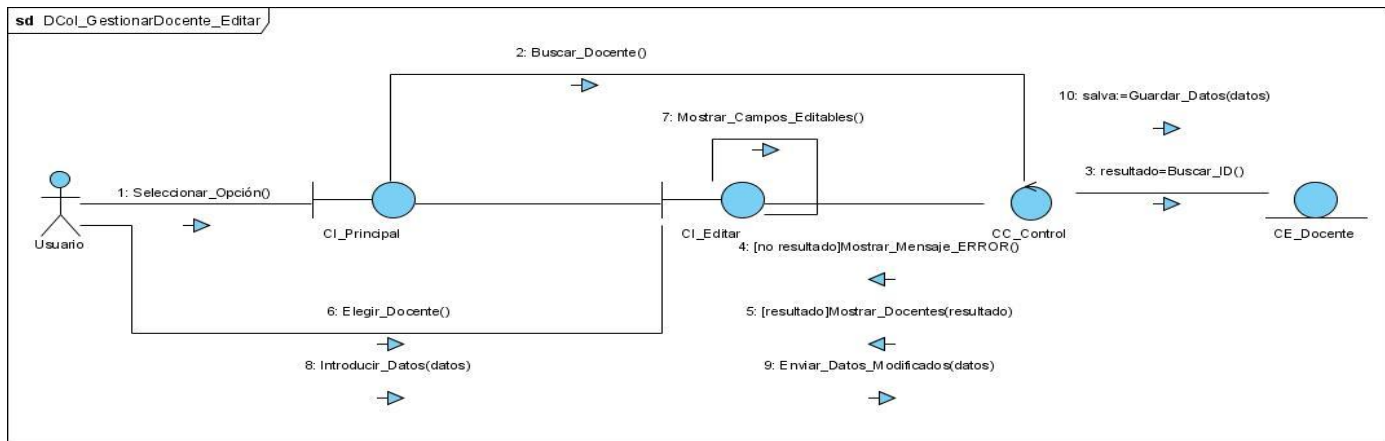 sd DCol_GestionarDocente_Editar
2: Buscar_Docente()
10: salva:=Guardar_Datos(datos)
7: Mostrar_Campos_Editables()
3: resultado=Buscar_ID()
1: Seleccionar_Opción()
Usuario
CI_Principal
CI_Editar
CC_Control
CE_Docente
4: [no resultado]Mostrar_Mensaje_ERROR()
6: Elegir_Docente()
5: [resultado]Mostrar_Docentes(resultado)
8: Introducir_Datos(datos)
9: Enviar_Datos_Modificados(datos)